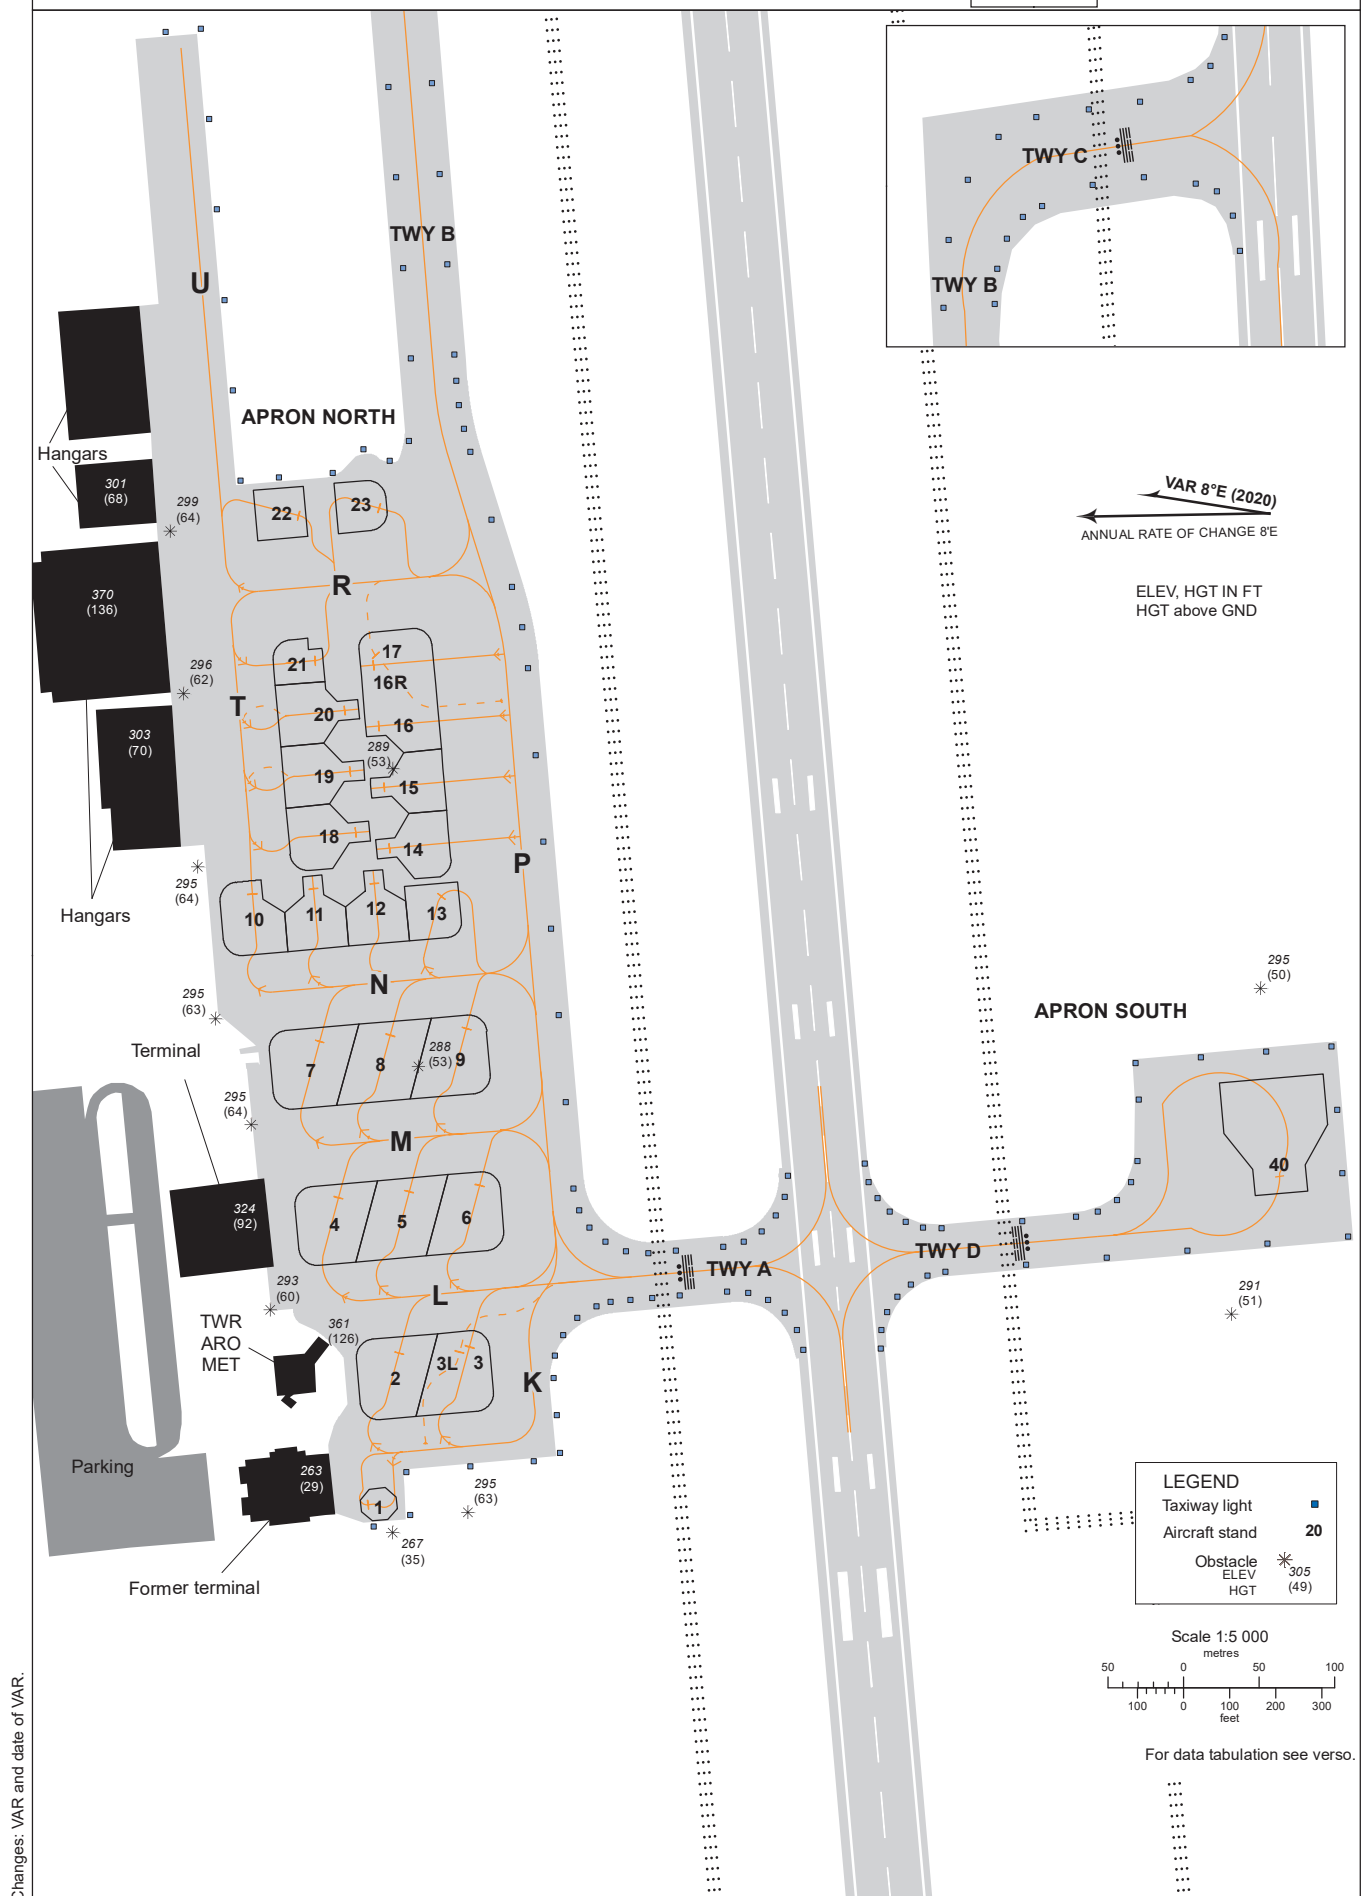 TWY C
TWY B
TWY B
U
APRON NORTH
Hangars
301
(68)
299
(64)
22
23
VAR 8°E (2020)
ANNUAL RATE OF CHANGE 8'E
R
370
(136)
ELEV, HGT IN FT
HGT above GND
21
17
296
(62)
16R
T
20
16
303
(70)
289
(53)
19
15
18
14
P
295
(64)
Hangars
10
11
12
13
295
(50)
N
295
(63)
APRON SOUTH
Terminal
7
8
288
(53)
9
295
(64)
M
40
324
(92)
4
5
6
TWY D
TWY A
293
(60)
L
291
(51)
TWR
ARO
MET
361
(126)
2
3L
3
K
Parking
263
(29)
295
(63)
1
267
(35)
Former terminal
LEGEND
Taxiway light
Aircraft stand 20
Obstacle
ELEV 305
HGT (49)
Scale 1:5 000
metres
50 0 50 100
100 0 100 200 300
feet
For data tabulation see verso.
Changes: VAR and date of VAR.